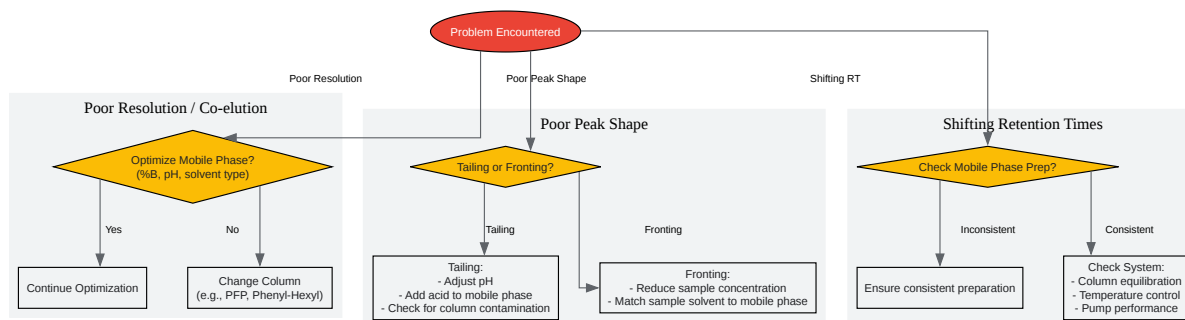 Problem Encountered
Poor Resolution
Poor Peak Shape
Shifting RT
Poor Resolution / Co-elution
Optimize Mobile Phase?
(%B, pH, solvent type)
Yes
No
Continue Optimization
Change Column
(e.g., PFP, Phenyl-Hexyl)
Poor Peak Shape
Tailing or Fronting?
Tailing
Fronting
Tailing:
- Adjust pH
- Add acid to mobile phase
- Check for column contamination
Fronting:
- Reduce sample concentration
- Match sample solvent to mobile phase
Shifting Retention Times
Check Mobile Phase Prep?
Inconsistent
Consistent
Ensure consistent preparation
Check System:
- Column equilibration
- Temperature control
- Pump performance